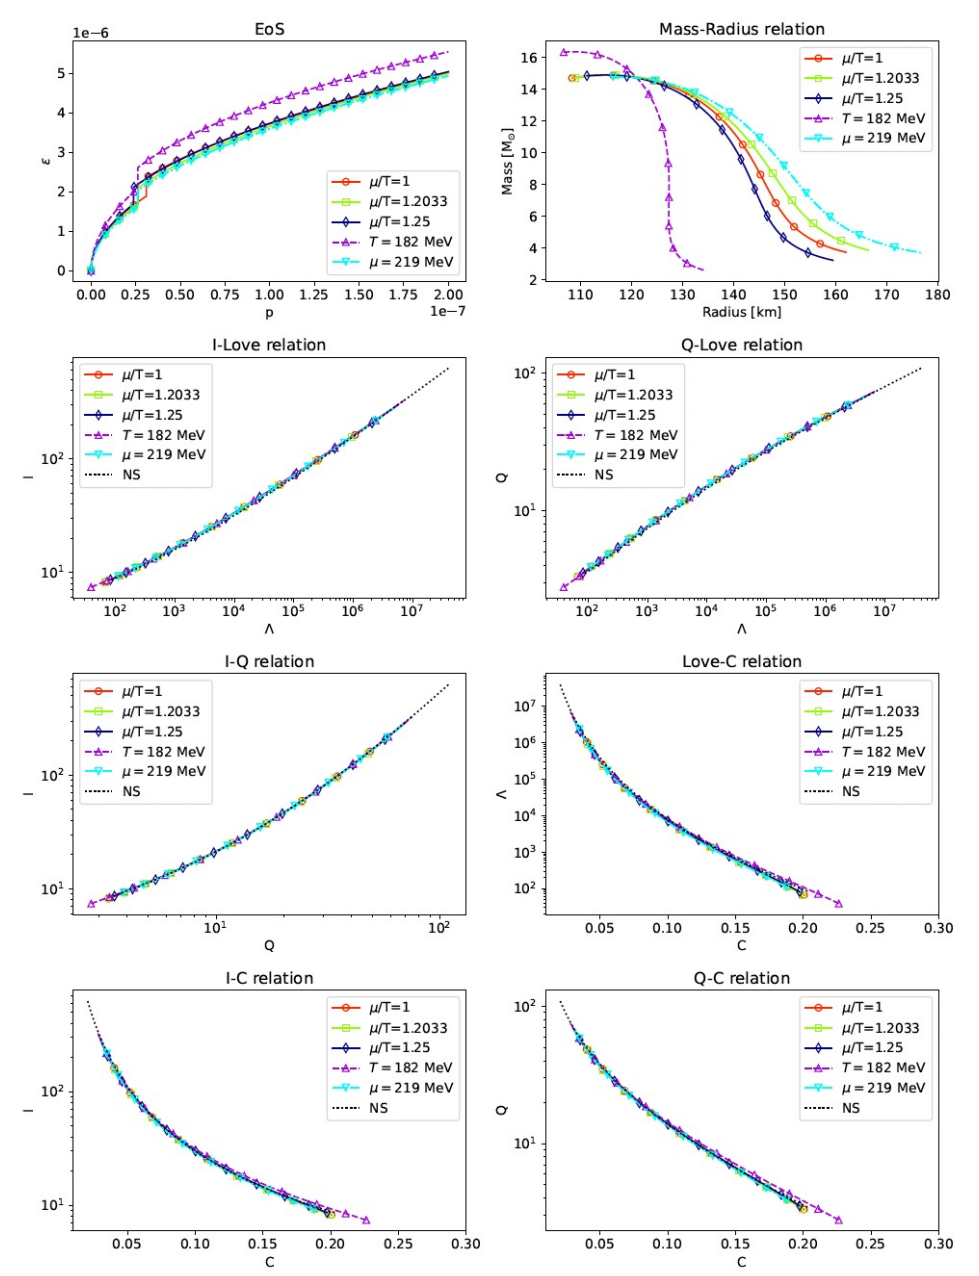 EoS
1e−6
ε
5
4
3
2
1
0
μ/T=1
μ/T=1.2033
μ/T=1.25
T = 182 MeV
μ = 219 MeV
0.00 0.25 0.50 0.75 1.00 1.25 1.50 1.75 2.00
p
1e−7
Mass-Radius relation
Mass [M⊙]
16
14
12
10
8
6
4
2
μ/T=1
μ/T=1.2033
μ/T=1.25
T = 182 MeV
μ = 219 MeV
110 120 130 140 150 160 170 180
Radius [km]
I-Love relation
I
10²
10¹
μ/T=1
μ/T=1.2033
μ/T=1.25
T = 182 MeV
μ = 219 MeV
NS
10² 10³ 10⁴ 10⁵ 10⁶ 10⁷
Λ
Q-Love relation
Q
10²
10¹
μ/T=1
μ/T=1.2033
μ/T=1.25
T = 182 MeV
μ = 219 MeV
NS
10² 10³ 10⁴ 10⁵ 10⁶ 10⁷
Λ
I-Q relation
I
10²
10¹
μ/T=1
μ/T=1.2033
μ/T=1.25
T = 182 MeV
μ = 219 MeV
NS
10¹ 10²
Q
Love-C relation
Λ
10⁷
10⁶
10⁵
10⁴
10³
10²
μ/T=1
μ/T=1.2033
μ/T=1.25
T = 182 MeV
μ = 219 MeV
NS
0.05 0.10 0.15 0.20 0.25 0.30
C
I-C relation
I
10²
10¹
μ/T=1
μ/T=1.2033
μ/T=1.25
T = 182 MeV
μ = 219 MeV
NS
0.05 0.10 0.15 0.20 0.25 0.30
C
Q-C relation
Q
10²
10¹
μ/T=1
μ/T=1.2033
μ/T=1.25
T = 182 MeV
μ = 219 MeV
NS
0.05 0.10 0.15 0.20 0.25 0.30
C